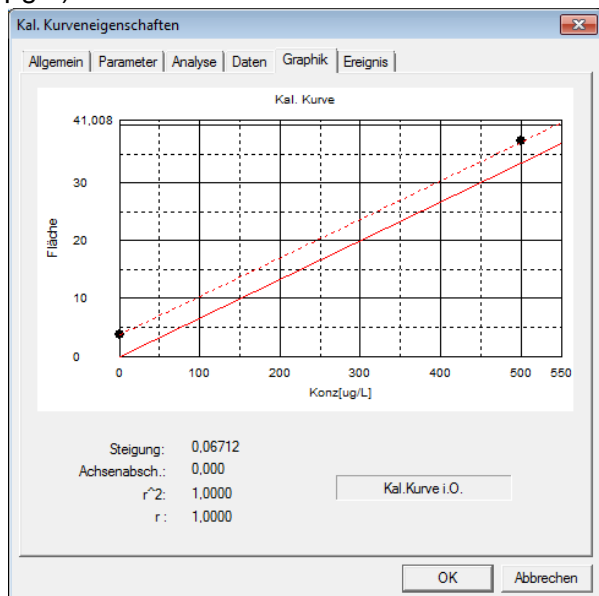 Kal. Kurveneigenschaften
Allgemein Parameter Analyse Daten Graphik Ereignis
Kal. Kurve
41,008
30
20
10
0
Fläche
0 100 200 300 400 500 550
Konz[ug/L]
Steigung: 0,06712
Achsenabsch.: 0,000
r^2: 1,0000
r : 1,0000
Kal.Kurve i.O.
OK Abbrechen